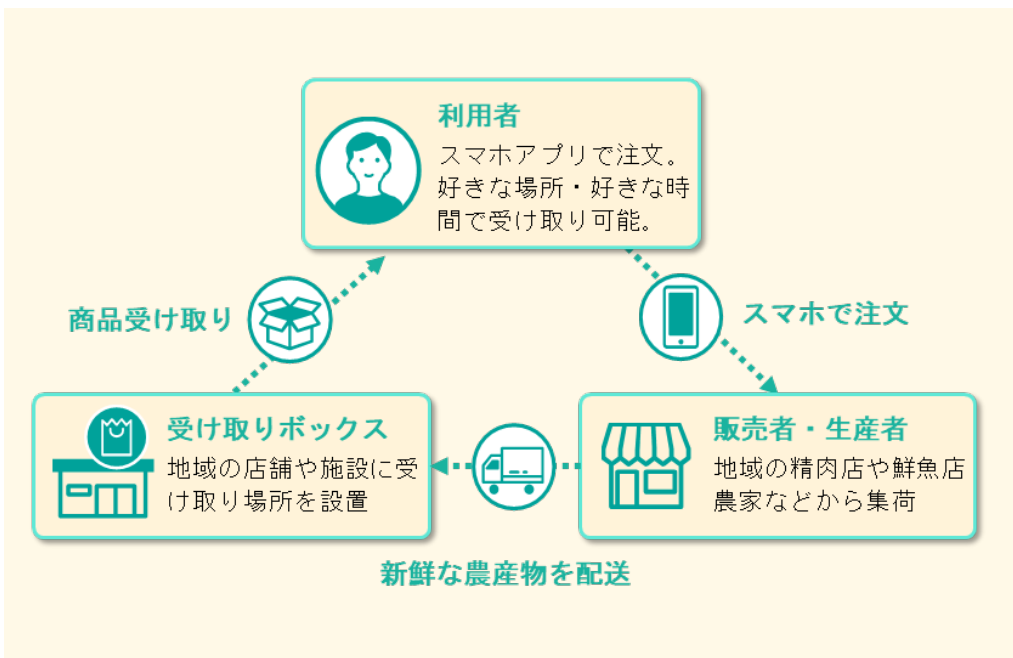 利用者
スマホアプリで注文。
好きな場所・好きな時
間で受け取り可能。
商品受け取り
スマホで注文
受け取りボックス
地域の店舗や施設に受
け取り場所を設置
販売者・生産者
地域の精肉店や鮮魚店
農家などから集荷
新鮮な農産物を配送